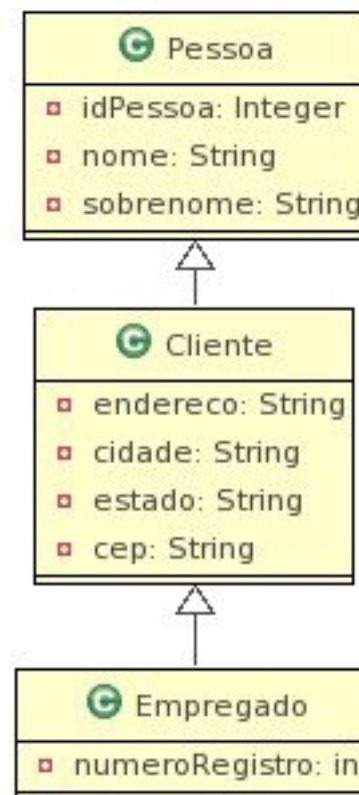 C Pessoa
idPessoa: Integer
nome: String
sobrenome: String
C Cliente
endereco: String
cidade: String
estado: String
cep: String
C Empregado
numeroRegistro: in